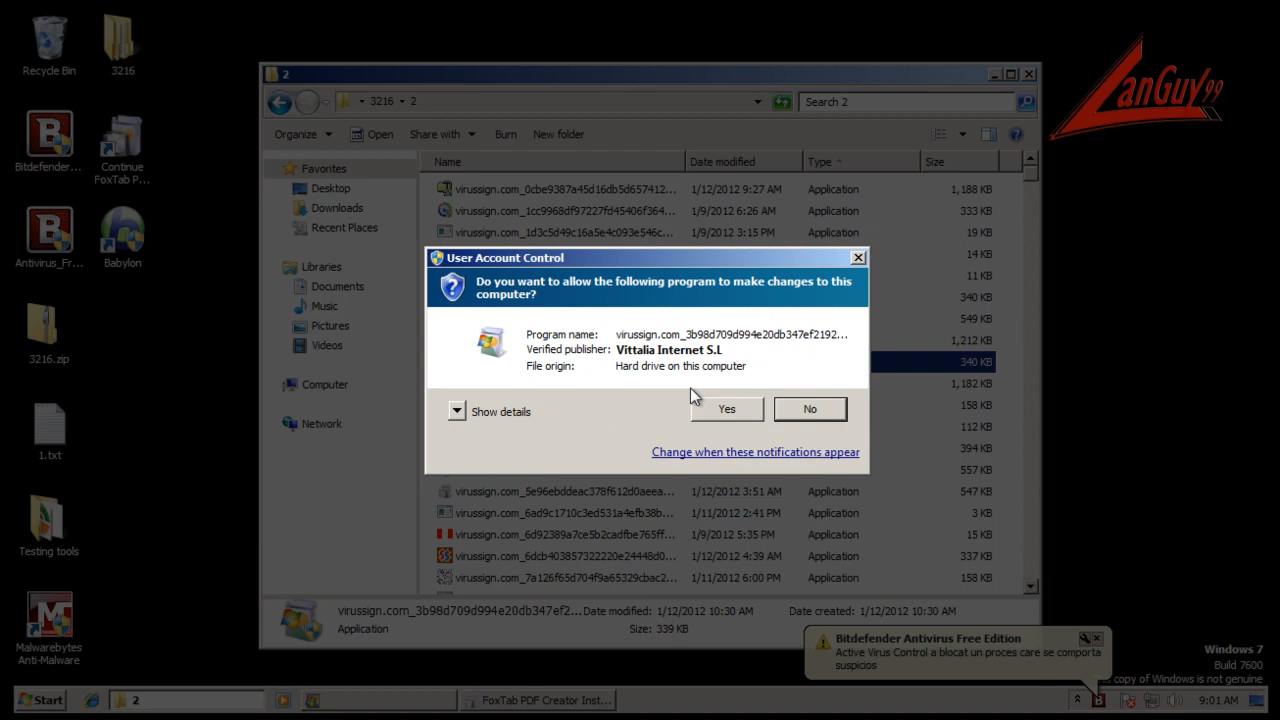 Recycle Bin
3216
Bitdefender...
Continue
FoxTab P...
Antivirus_Fr...
Babylon
3216.zip
1.txt
Testing tools
Malwarebytes
Anti-Malware
LanGuy99
2
3216
2
Search 2
Organize
Open
Share with
Burn
New folder
Favorites
Desktop
Downloads
Recent Places
Libraries
Documents
Music
Pictures
Videos
Computer
Network
Name
Date modified
Type
Size
virussign.com_0cbe9387a45d16db5d657412... 1/12/2012 9:27 AM Application 1,188 KB
virussign.com_1cc9968df97227fd45406f364... 1/9/2012 6:26 AM Application 333 KB
virussign.com_1d3c5d49c16a5e4c093e546c... 1/9/2012 3:15 PM Application 19 KB
14 KB
11 KB
340 KB
1,212 KB
340 KB
1,182 KB
158 KB
112 KB
394 KB
557 KB
virussign.com_5e96ebddeac378f612d0aeea... 1/12/2012 3:51 AM Application 547 KB
virussign.com_6ad9c1710c3ed531a4efb38b... 1/11/2012 2:41 PM Application 3 KB
virussign.com_6d92389a7ce5b2cadfbe765ff... 1/9/2012 5:35 PM Application 15 KB
virussign.com_6dcb403857322220e24448d0... 1/12/2012 4:39 AM Application 337 KB
virussign.com_7a126f65d704f9a65329cbac2... 1/11/2012 6:00 PM Application 158 KB
User Account Control
Do you want to allow the following program to make changes to this
computer?
Program name: virussign.com_3b98d709d994e20db347ef2192...
Verified publisher: Vittalia Internet S.L
File origin: Hard drive on this computer
Show details
Yes
No
Change when these notifications appear
virussign.com_3b98d709d994e20db347ef2... Date modified: 1/12/2012 10:30 AM Date created: 1/12/2012 10:30 AM
Application Size: 339 KB
Bitdefender Antivirus Free Edition
Active Virus Control a blocat un proces care se comporta
suspicios
Windows 7
Build 7600
copy of Windows is not genuine
Start
2
FoxTab PDF Creator Inst...
9:01 AM